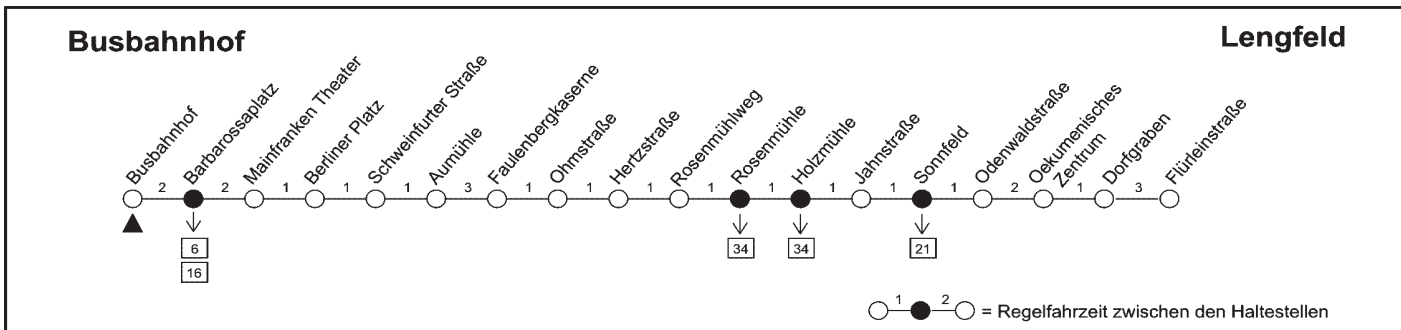 Busbahnhof
Lengfeld
Busbahnhof
Barbarossaplatz
Mainfranken Theater
Berliner Platz
Schweinfurter Straße
Aumühle
Faulenbergkaserne
Ohmstraße
Hertzstraße
Rosenmühlweg
Rosenmühle
Holzmühle
Jahnstraße
Sonnfeld
Odenwaldstraße
Oekumenisches
Zentrum
Dorfgraben
Flürleinstraße
2 2 1 1 1 3 1 1 1 1 1 1 1 1 2 1 3
6 34 34 21
16
1 2 = Regelfahrzeit zwischen den Haltestellen